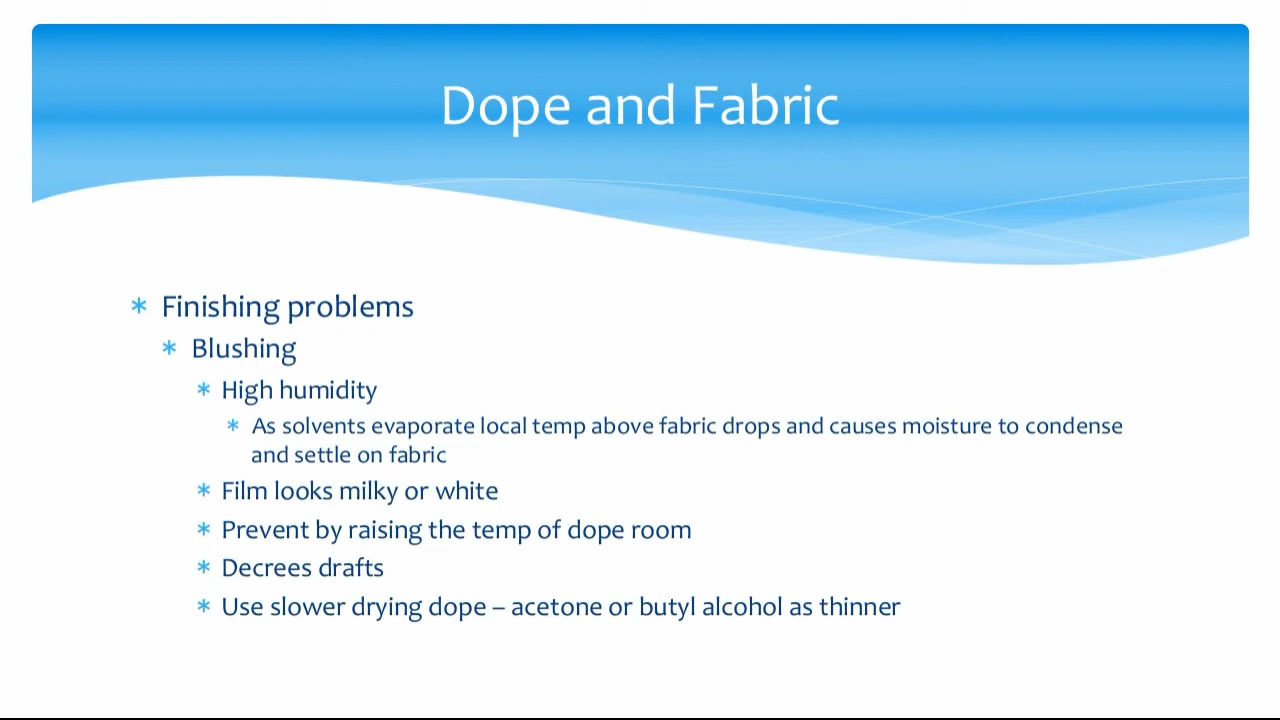 Dope and Fabric
* Finishing problems
* Blushing
* High humidity
* As solvents evaporate local temp above fabric drops and causes moisture to condense
and settle on fabric
* Film looks milky or white
* Prevent by raising the temp of dope room
* Decrees drafts
* Use slower drying dope – acetone or butyl alcohol as thinner